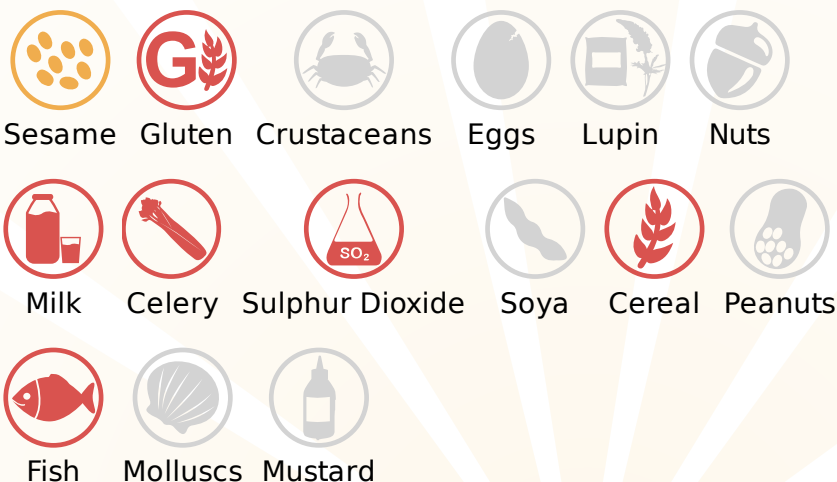 G
Sesame Gluten Crustaceans Eggs Lupin Nuts
SO₂
Milk Celery Sulphur Dioxide Soya Cereal Peanuts
Fish Molluscs Mustard